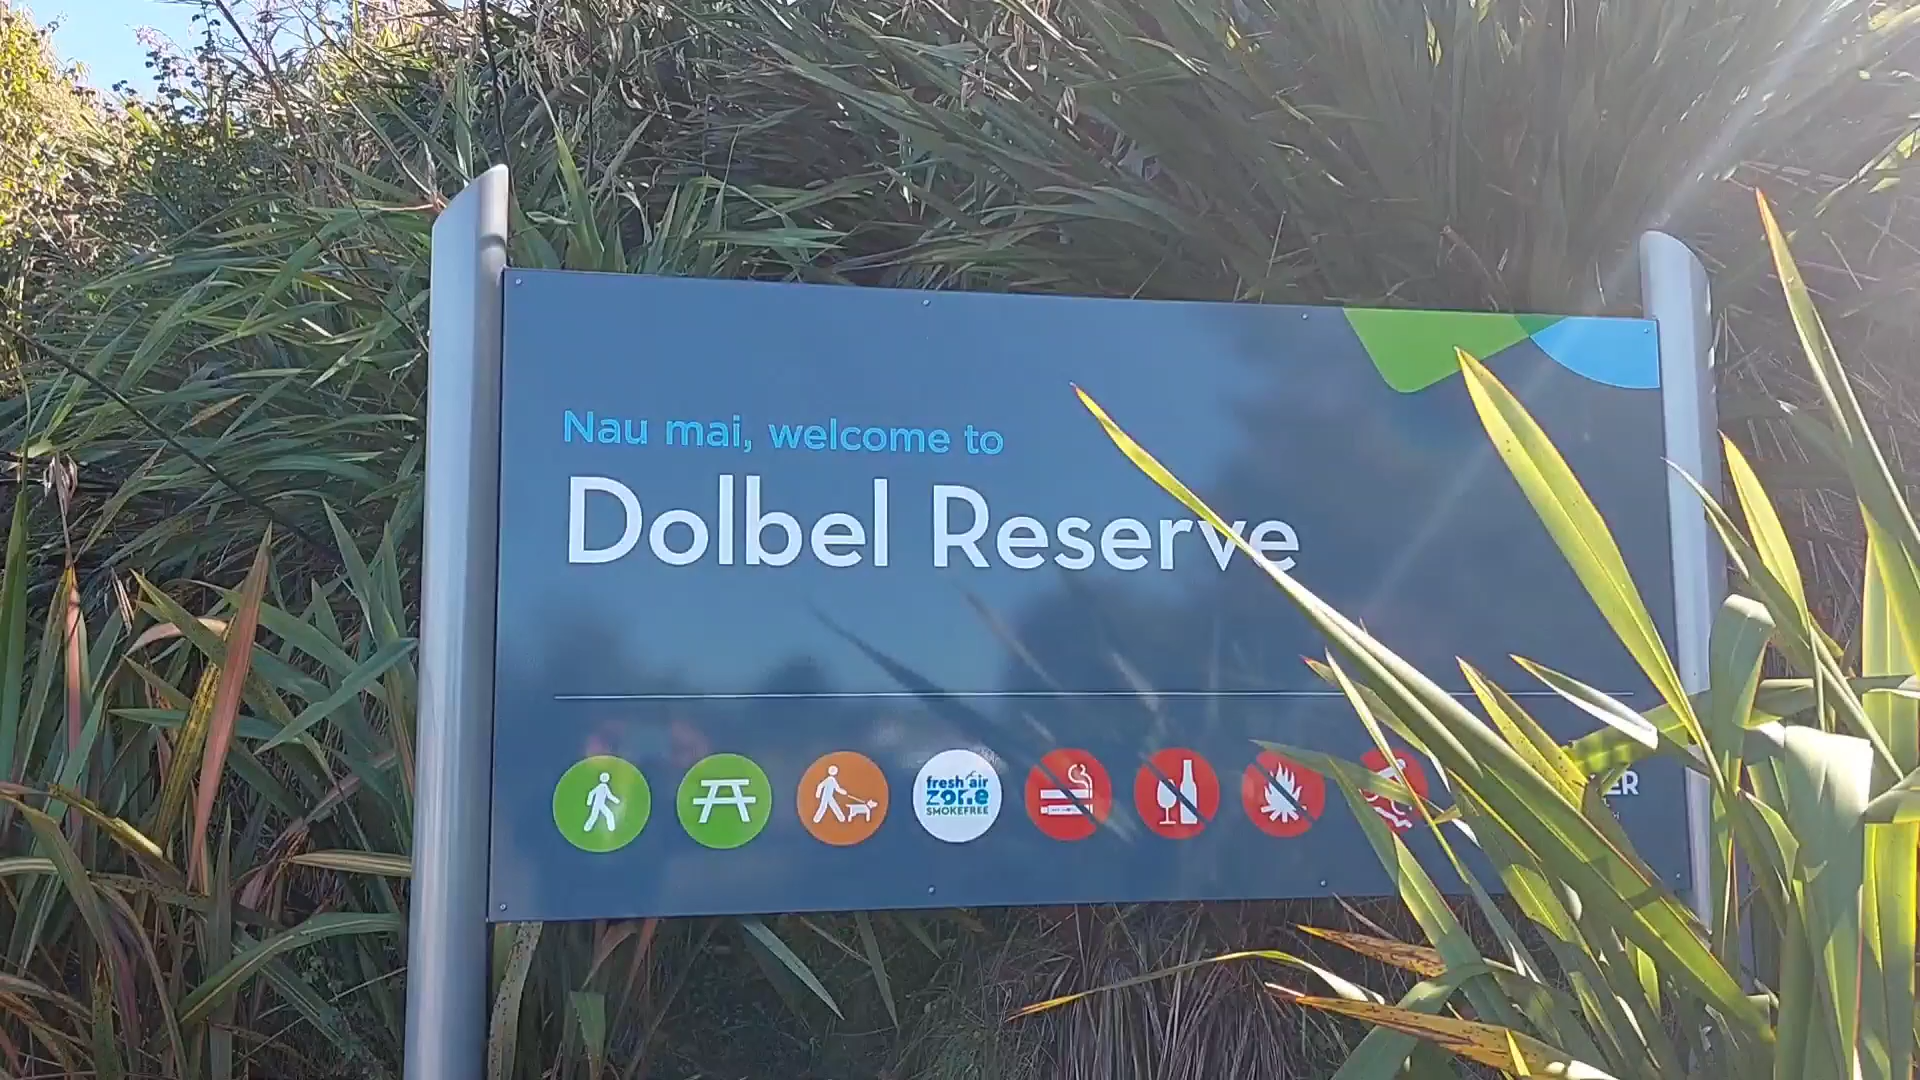 Nau mai, welcome to
Dolbel Reserve
fresh air
zone
SMOKEFREE